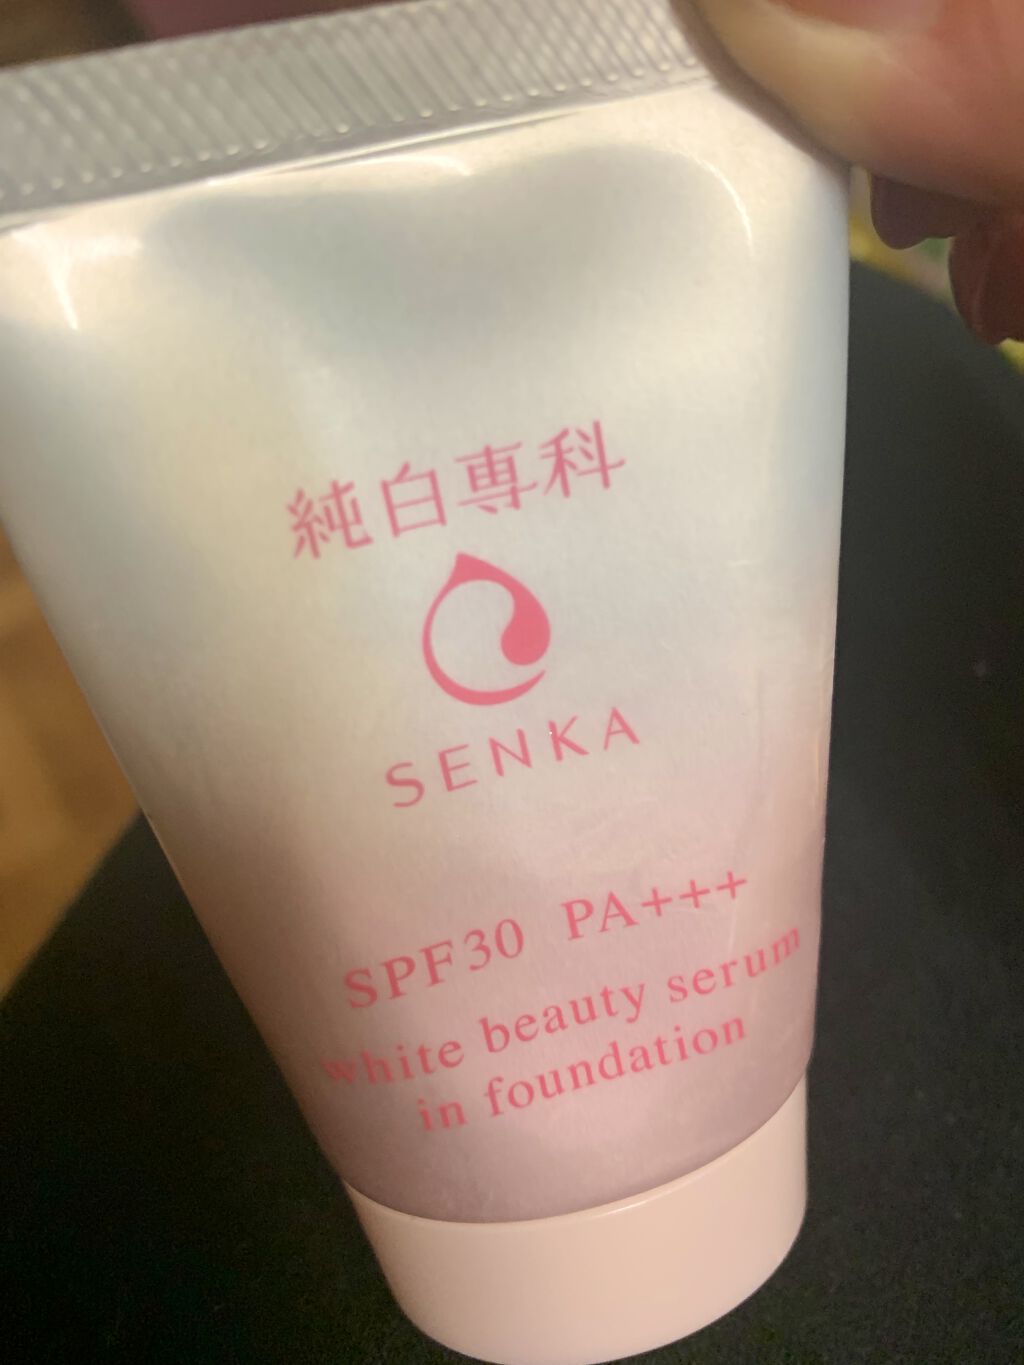 純白専科
SENKA
SPF30 PA+++
white beauty serum
in foundation